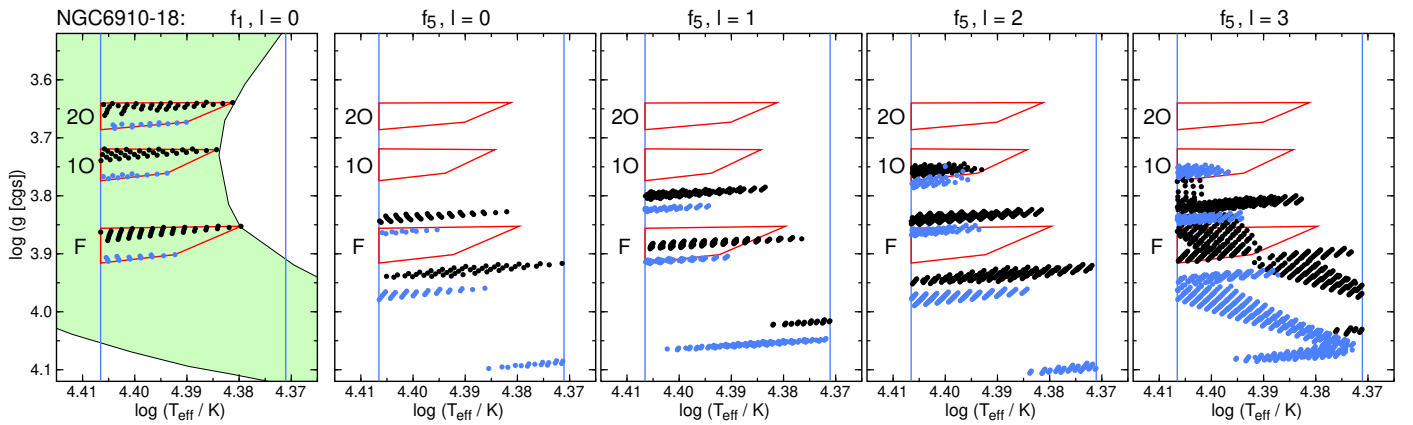 NGC6910-18: f1 , l = 0 f5 , l = 0 f5 , l = 1 f5 , l = 2 f5 , l = 3
3.6
3.7
3.8
3.9
4.0
4.1
log (g [cgs])
2O 2O 2O 2O 2O
1O 1O 1O 1O 1O
F F F F F
4.41 4.40 4.39 4.38 4.37 4.41 4.40 4.39 4.38 4.37 4.41 4.40 4.39 4.38 4.37 4.41 4.40 4.39 4.38 4.37 4.41 4.40 4.39 4.38 4.37
log (Teff / K) log (Teff / K) log (Teff / K) log (Teff / K) log (Teff / K)